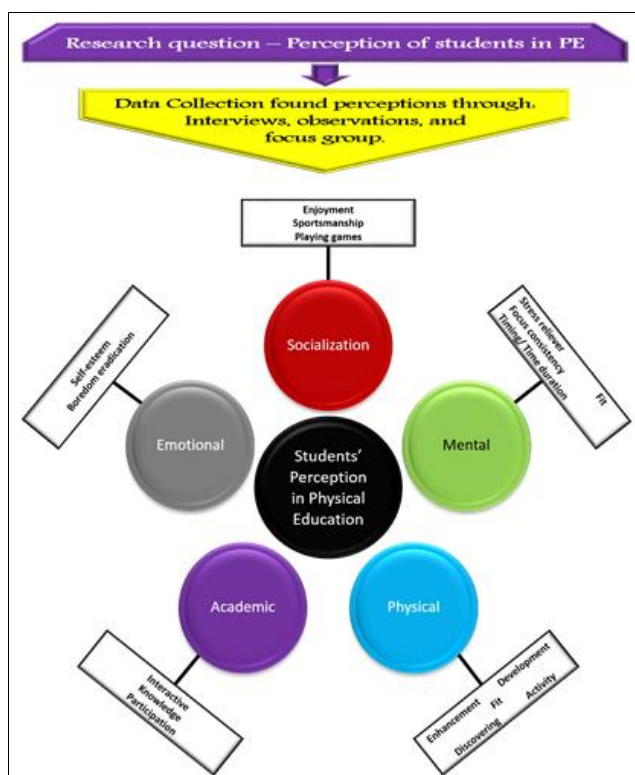 Research question – Perception of students in PE
Data Collection found perceptions through:
Interviews, observations, and
focus group.
Enjoyment
Sportsmanship
Playing games
Socialization
Self-esteem
Boredom eradication
Emotional
Stress reliever
Focus consistency
Timing/ Time duration
Fit
Mental
Students’
Perception
in Physical
Education
Academic
Interactive
Knowledge
Participation
Physical
Enhancement Development
Fit
Discovering Activity